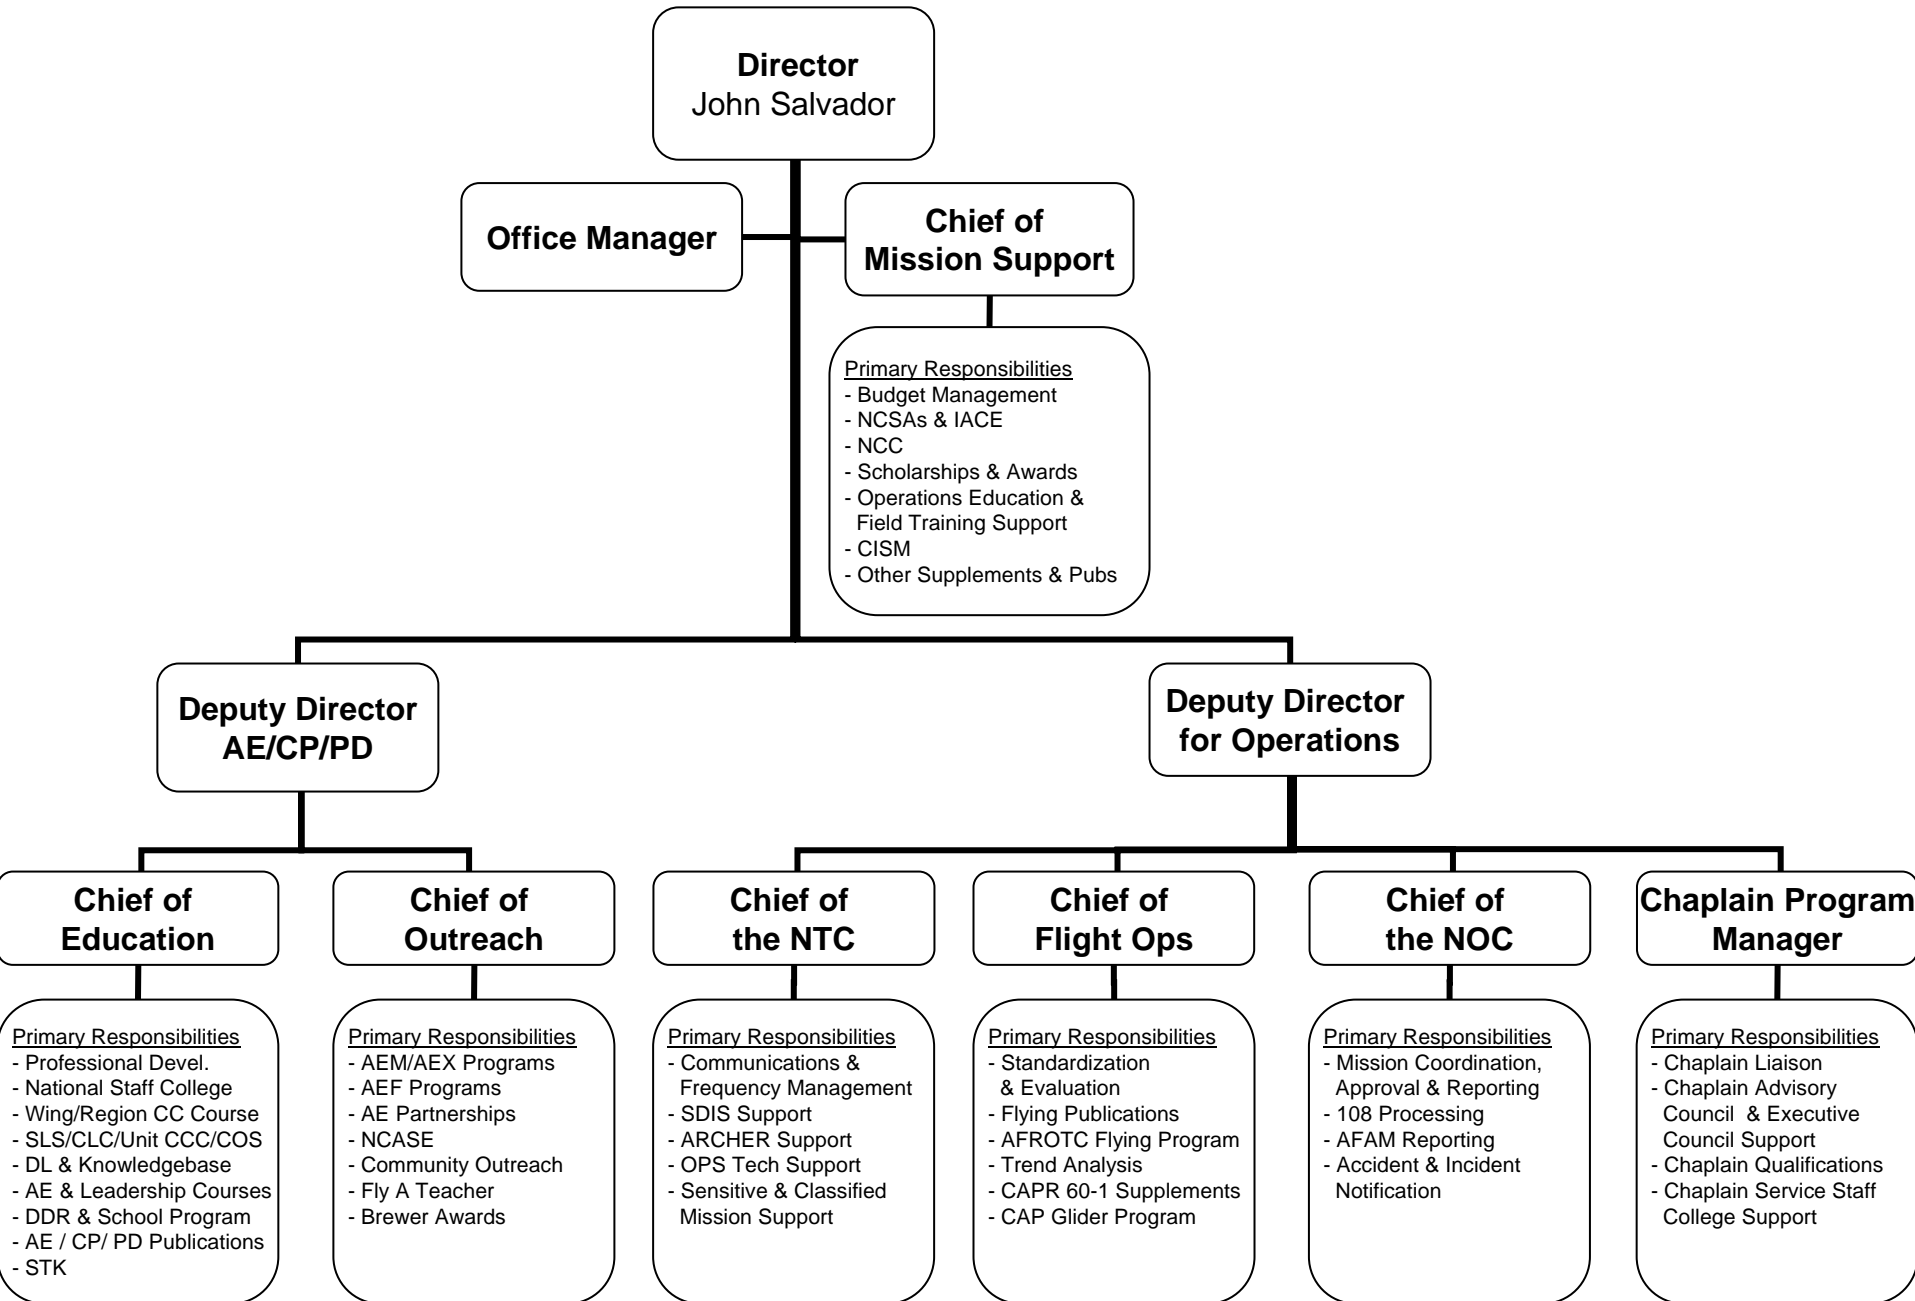 Director
John Salvador
Office Manager
Chief of
Mission Support
Primary Responsibilities
- Budget Management
- NCSAs & IACE
- NCC
- Scholarships & Awards
- Operations Education &
Field Training Support
- CISM
- Other Supplements & Pubs
Deputy Director
AE/CP/PD
Deputy Director
for Operations
Chief of
Education
Chief of
Outreach
Chief of
the NTC
Chief of
Flight Ops
Chief of
the NOC
Chaplain Program
Manager
Primary Responsibilities
- Professional Devel.
- National Staff College
- Wing/Region CC Course
- SLS/CLC/Unit CCC/COS
- DL & Knowledgebase
- AE & Leadership Courses
- DDR & School Program
- AE / CP/ PD Publications
- STK
Primary Responsibilities
- AEM/AEX Programs
- AEF Programs
- AE Partnerships
- NCASE
- Community Outreach
- Fly A Teacher
- Brewer Awards
Primary Responsibilities
- Communications &
Frequency Management
- SDIS Support
- ARCHER Support
- OPS Tech Support
- Sensitive & Classified
Mission Support
Primary Responsibilities
- Standardization
& Evaluation
- Flying Publications
- AFROTC Flying Program
- Trend Analysis
- CAPR 60-1 Supplements
- CAP Glider Program
Primary Responsibilities
- Mission Coordination,
Approval & Reporting
- 108 Processing
- AFAM Reporting
- Accident & Incident
Notification
Primary Responsibilities
- Chaplain Liaison
- Chaplain Advisory
Council & Executive
Council Support
- Chaplain Qualifications
- Chaplain Service Staff
College Support